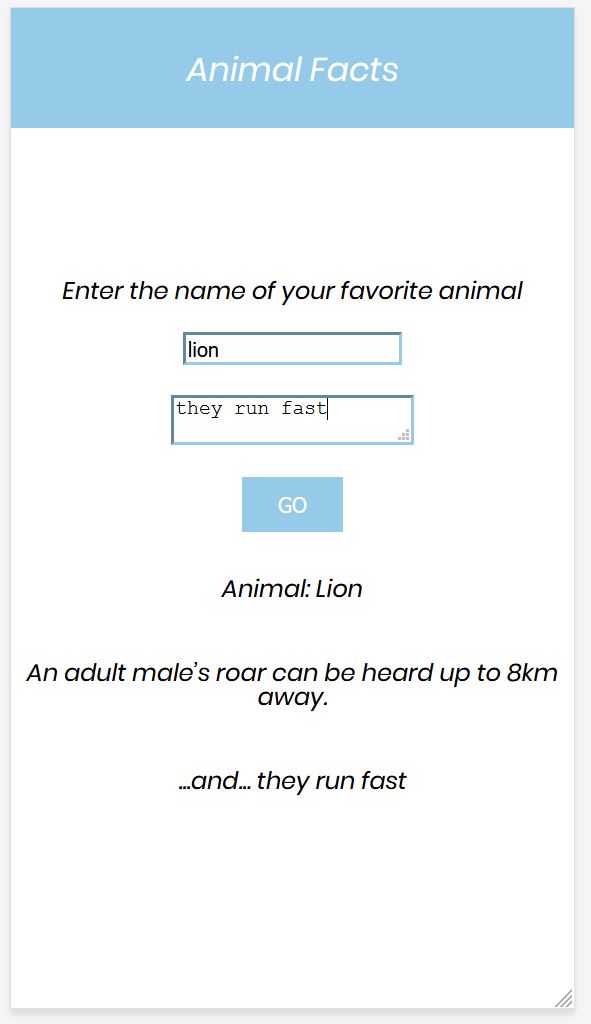 Animal Facts
Enter the name of your favorite animal
lion
they run fast
GO
Animal: Lion
An adult male’s roar can be heard up to 8km
away.
...and... they run fast